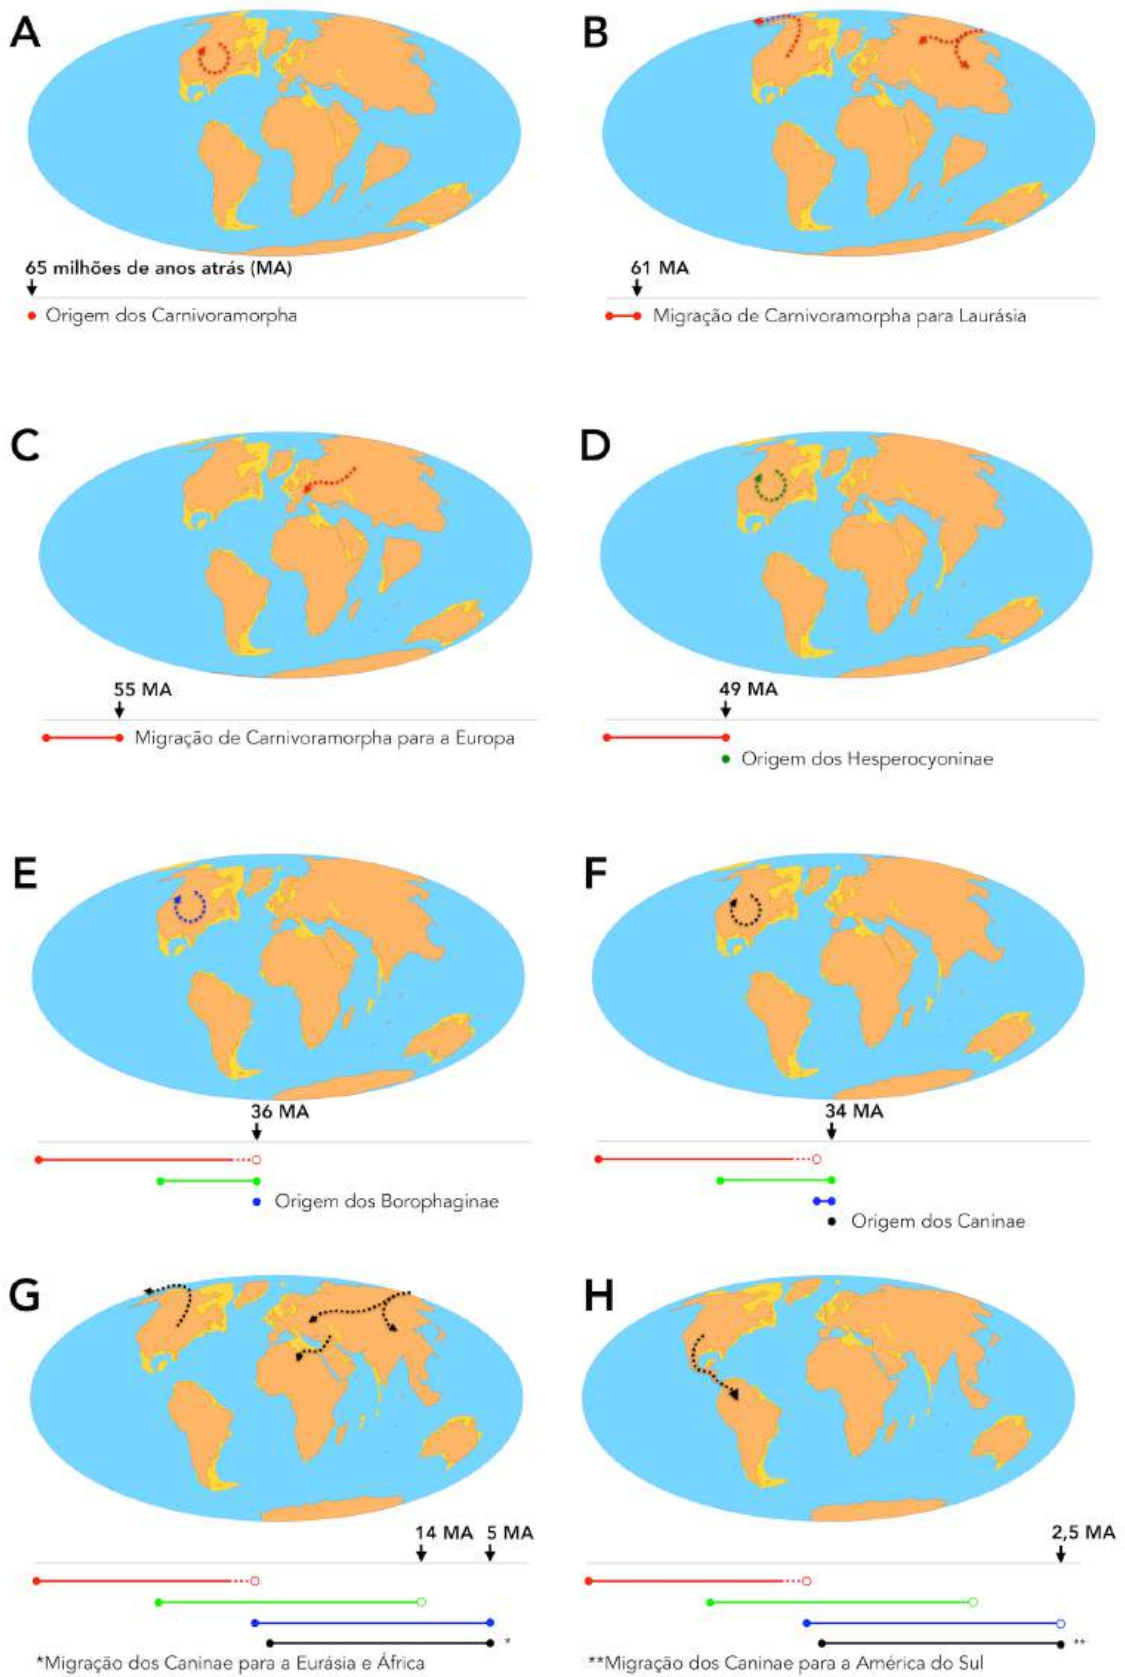 A
B
65 milhões de anos atrás (MA)
61 MA
Origem dos Carnivoramorpha
Migração de Carnivoramorpha para Laurásia
C
D
55 MA
49 MA
Migração de Carnivoramorpha para a Europa
Origem dos Hesperocyoninae
E
F
36 MA
34 MA
Origem dos Borophaginae
Origem dos Caninae
G
H
14 MA 5 MA
2,5 MA
*
**
*Migração dos Caninae para a Eurásia e África
**Migração dos Caninae para a América do Sul